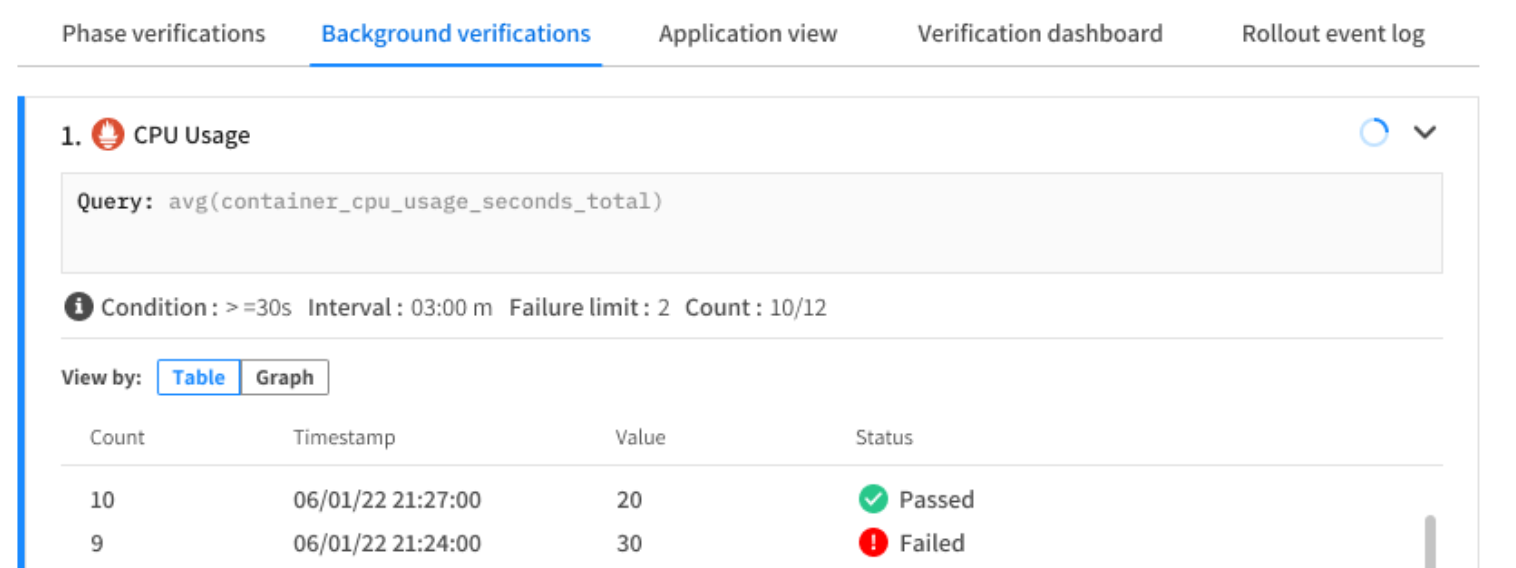 Phase verifications Background verifications Application view Verification dashboard Rollout event log
1. CPU Usage
Query: avg(container_cpu_usage_seconds_total)
Condition : > =30s Interval : 03:00 m Failure limit : 2 Count : 10/12
View by: Table Graph
Count Timestamp Value Status
10 06/01/22 21:27:00 20 Passed
9 06/01/22 21:24:00 30 Failed